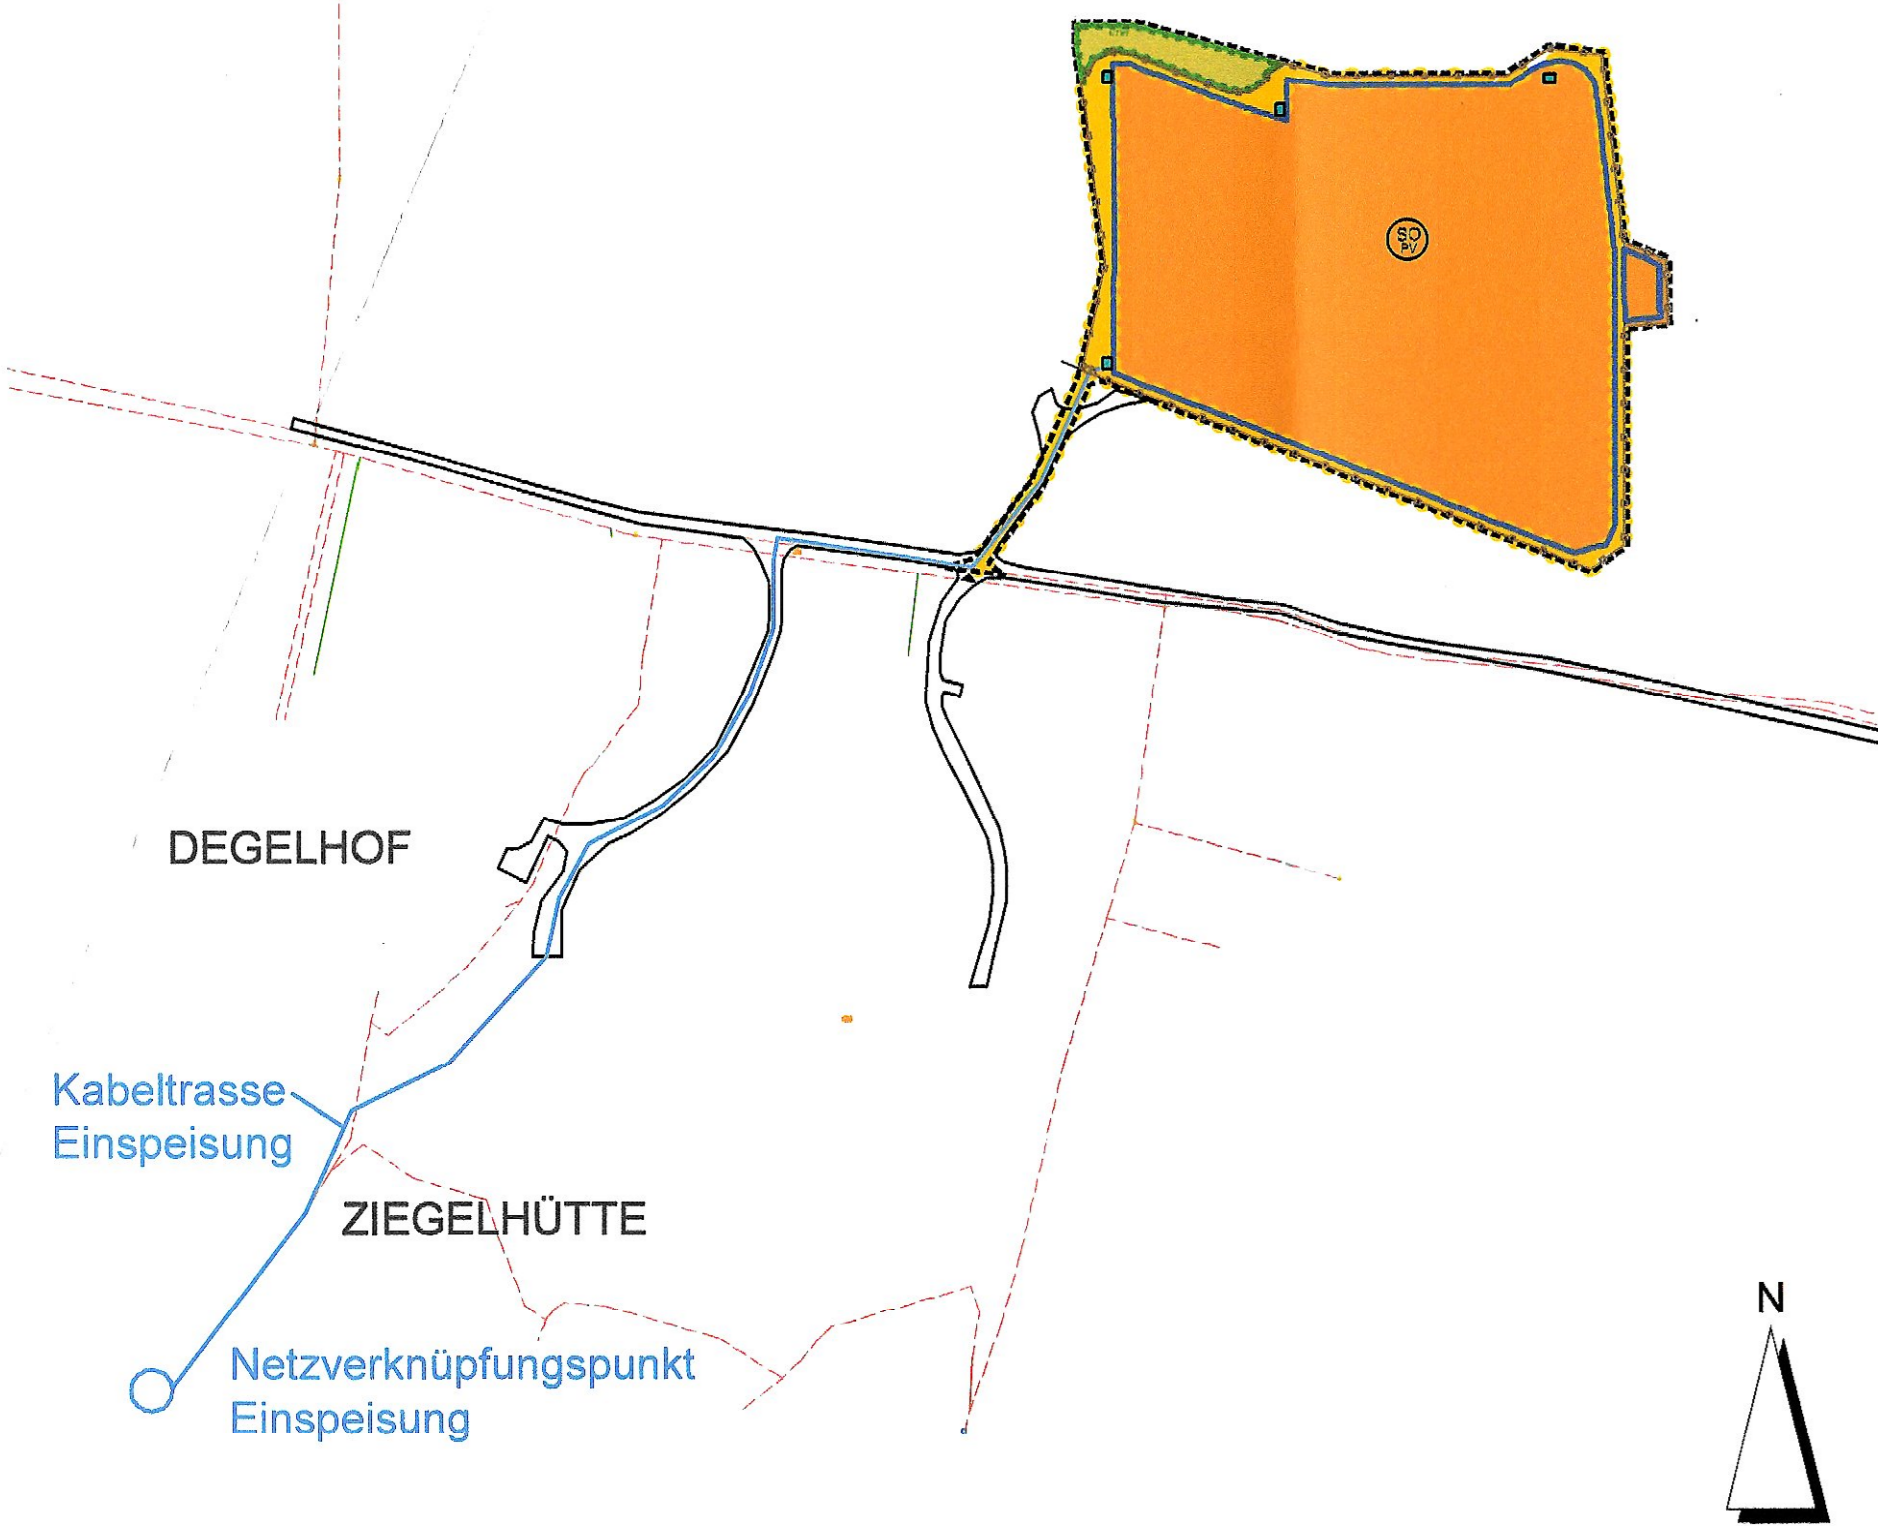 SO
PV
DEGELHOF
Kabeltrasse
Einspeisung
ZIEGELHÜTTE
Netzverknüpfungspunkt
Einspeisung
N